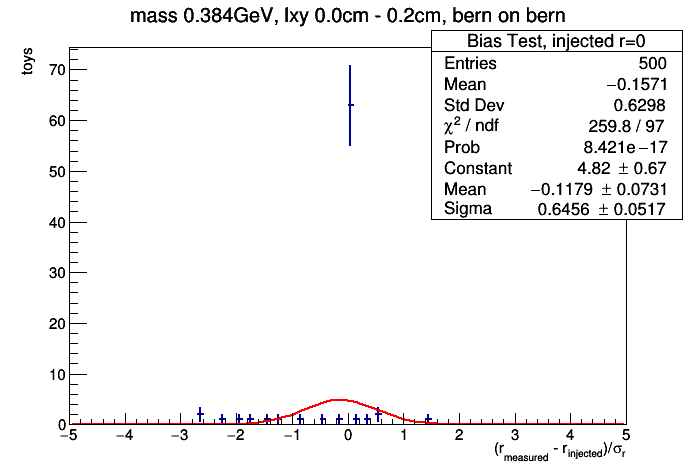 mass 0.384GeV, lxy 0.0cm - 0.2cm, bern on bern
Bias Test, injected r=0
Entries 500
Mean −0.1571
Std Dev 0.6298
χ² / ndf 259.8 / 97
Prob 8.421e−17
Constant 4.82 ± 0.67
Mean −0.1179 ± 0.0731
Sigma 0.6456 ± 0.0517
toys
70
60
50
40
30
20
10
0
−5 −4 −3 −2 −1 0 1 2 3 4 5
(r_measured - r_injected)/σ_r